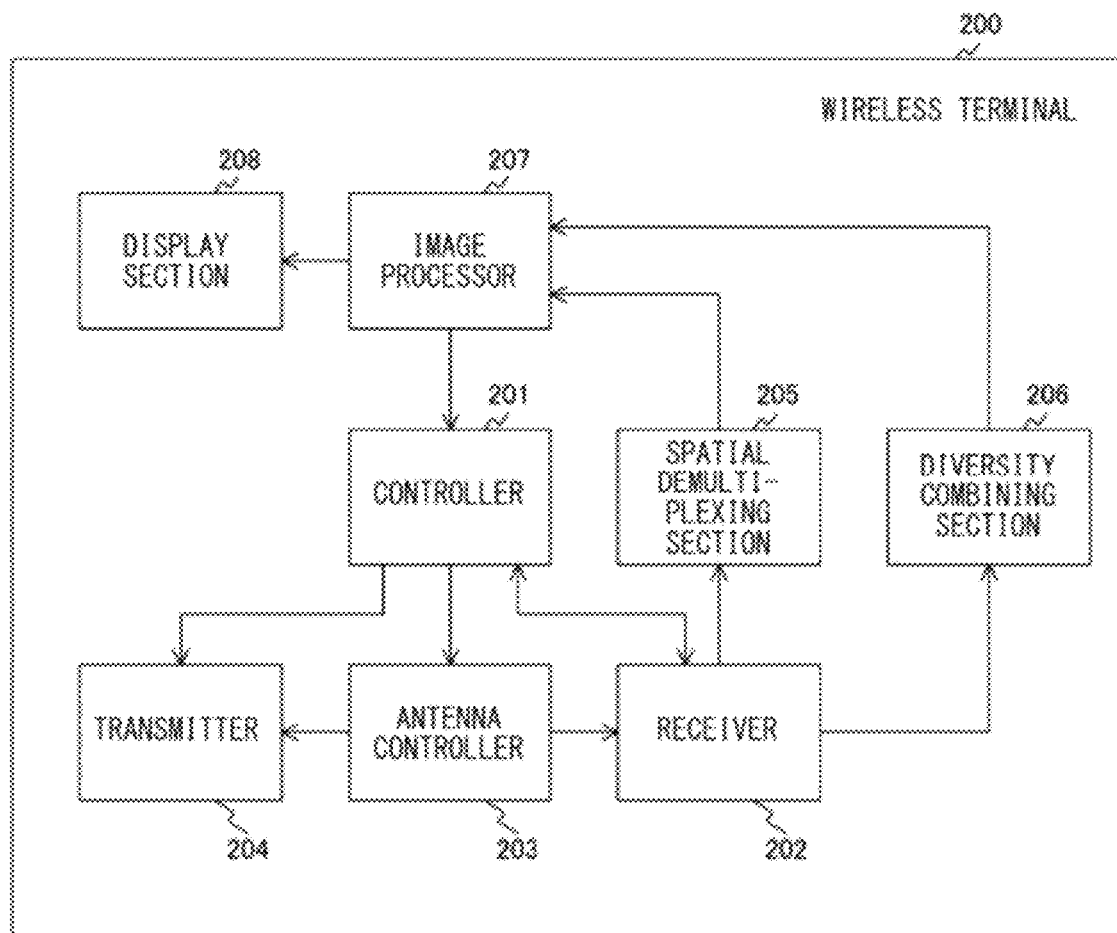 200
WIRELESS TERMINAL
208
207
DISPLAY
SECTION
IMAGE
PROCESSOR
201
205
206
CONTROLLER
SPATIAL
DEMULTI-
PLEXING
SECTION
DIVERSITY
COMBINING
SECTION
TRANSMITTER
ANTENNA
CONTROLLER
RECEIVER
204
203
202